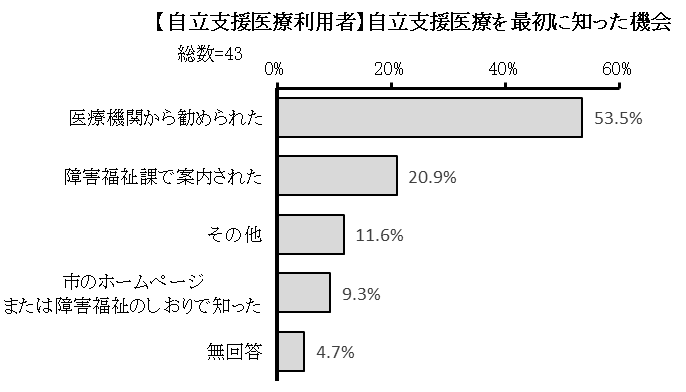 【自立支援医療利用者】自立支援医療を最初に知った機会
総数=43
0% 20% 40% 60%
医療機関から勧められた 53.5%
障害福祉課で案内された 20.9%
その他 11.6%
市のホームページ
または障害福祉のしおりで知った 9.3%
無回答 4.7%